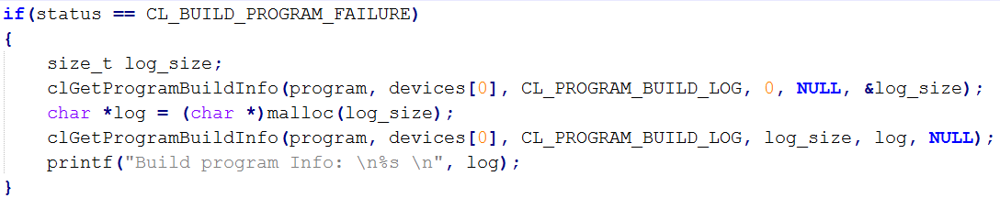 if(status == CL_BUILD_PROGRAM_FAILURE)
{
    size_t log_size;
    clGetProgramBuildInfo(program, devices[0], CL_PROGRAM_BUILD_LOG, 0, NULL, &log_size);
    char *log = (char *)malloc(log_size);
    clGetProgramBuildInfo(program, devices[0], CL_PROGRAM_BUILD_LOG, log_size, log, NULL);
    printf("Build program Info: \n%s \n", log);
}